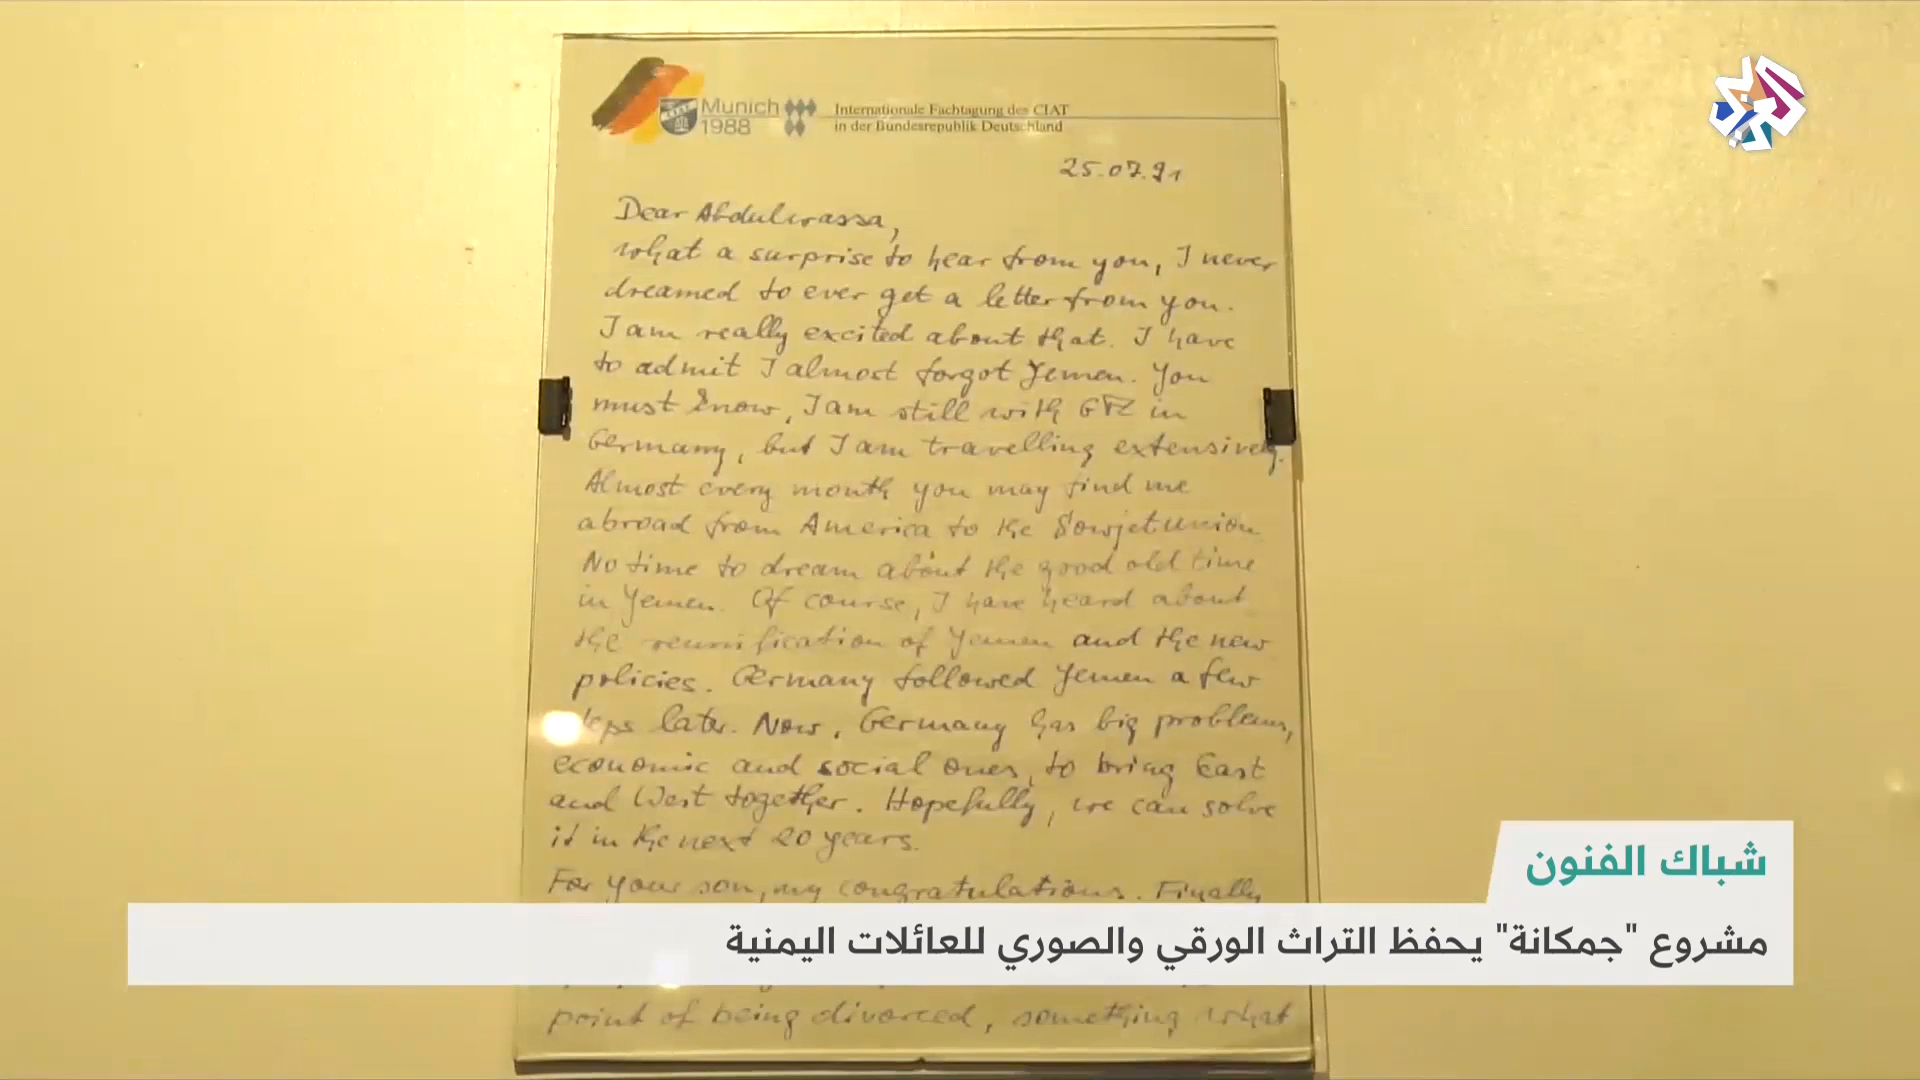 Munich
1988
Internationale Fachtagung des CIAT
in der Bundesrepublik Deutschland
25.07.91
Dear Abdulwassa,
what a surprise to hear from you, I never
dreamed to ever get a letter from you.
I am really excited about that. I have
to admit I almost forgot Yemen. You
must know, I am still with GTZ in
Germany, but I am travelling extensively.
Almost every month you may find me
abroad from America to the Sowjetunion
No time to dream about the good old time
in Yemen. Of course, I have heard about
the reunification of Yemen and the new
policies. Germany followed Yemen a few
steps later. Now, Germany has big problems,
economic and social ones, to bring East
and West together. Hopefully, we can solve
it in the next 20 years.
For your son, my congratulations. Finally
point of being divorced, something what
شباك الفنون
مشروع "جمكانة" يحفظ التراث الورقي والصوري للعائلات اليمنية